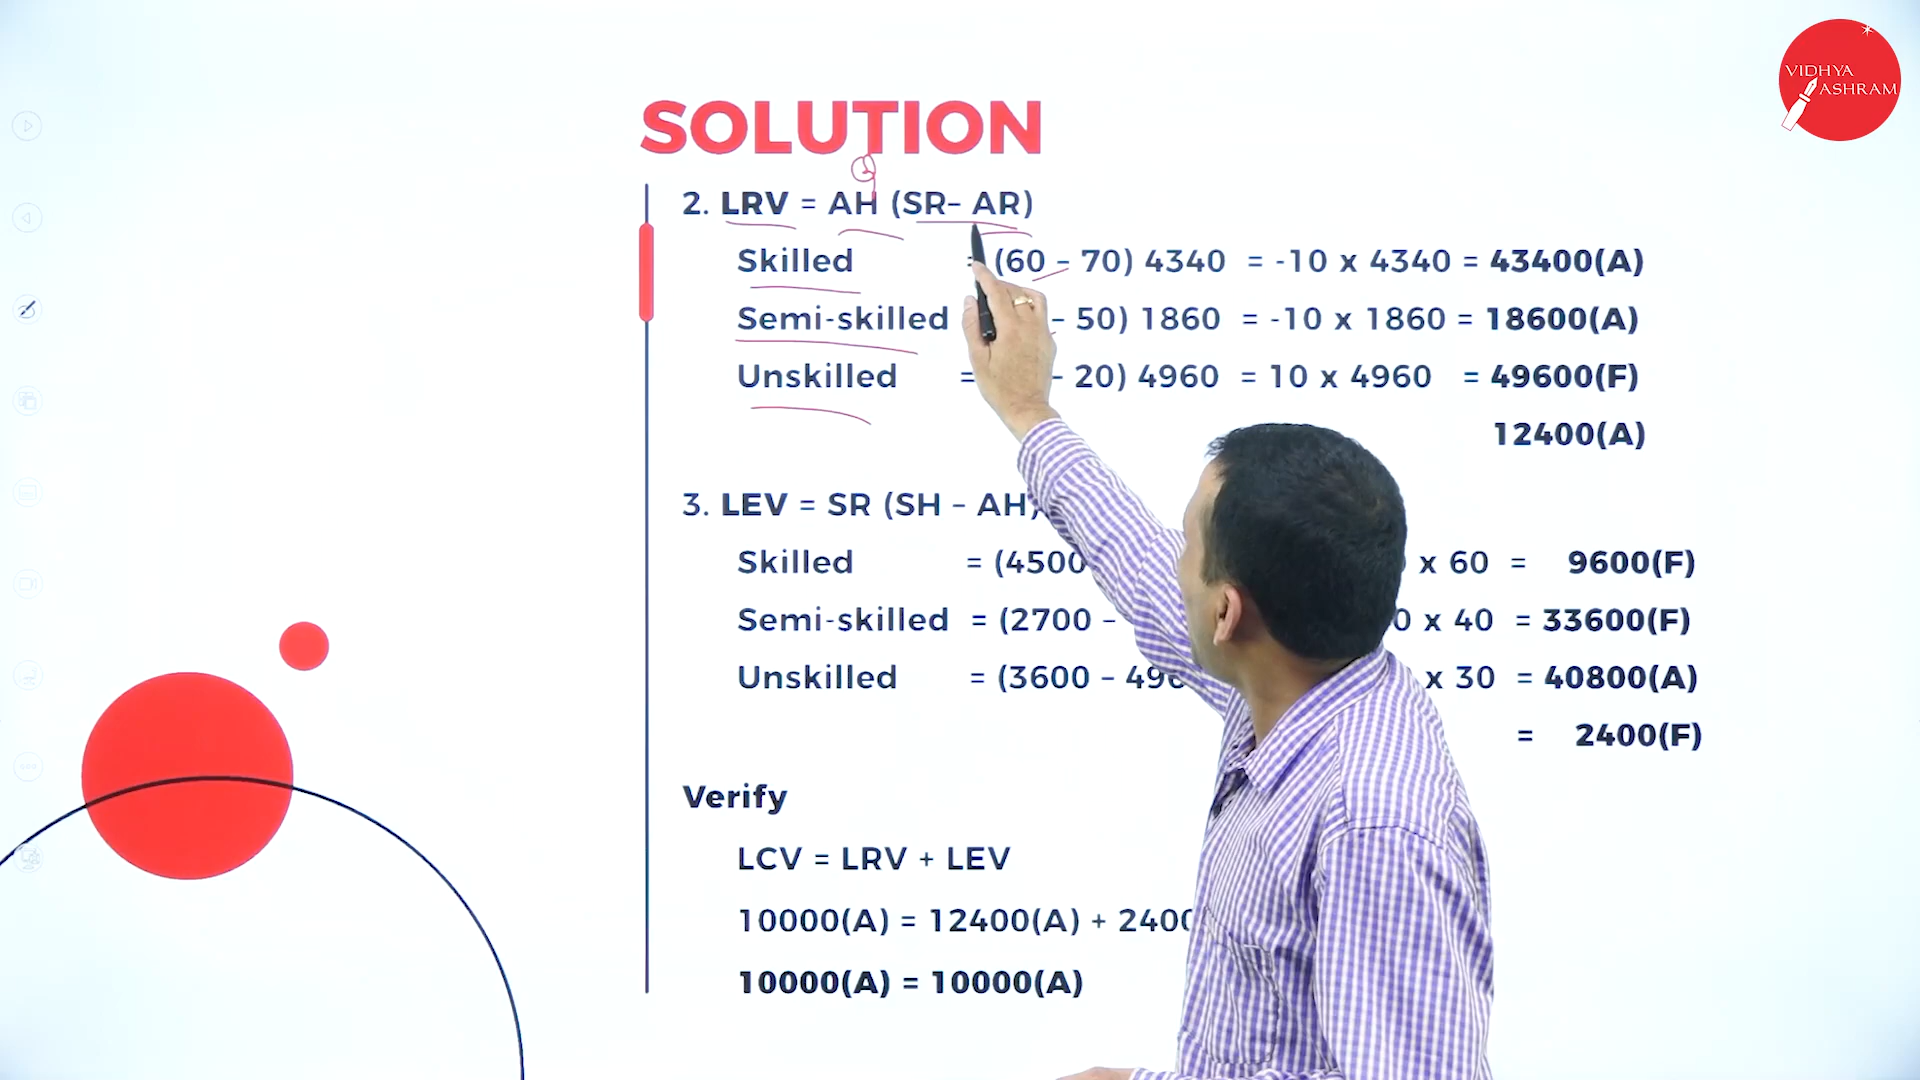 VIDHYA
ASHRAM
SOLUTION
2. LRV = AH (SR– AR)
Skilled = (60 – 70) 4340 = -10 x 4340 = 43400(A)
Semi-skilled – 50) 1860 = -10 x 1860 = 18600(A)
Unskilled = – 20) 4960 = 10 x 4960 = 49600(F)
12400(A)
3. LEV = SR (SH – AH)
Skilled = (4500 x 60 = 9600(F)
Semi-skilled = (2700 – x 40 = 33600(F)
Unskilled = (3600 – x 30 = 40800(A)
= 2400(F)
Verify
LCV = LRV + LEV
10000(A) = 12400(A) + 2400
10000(A) = 10000(A)